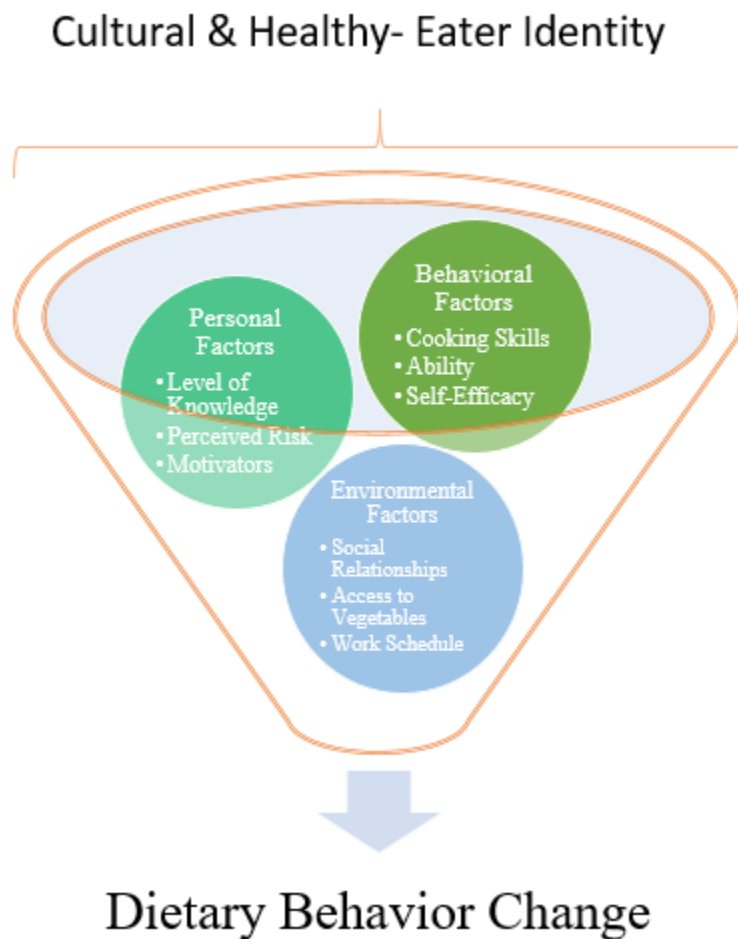 Cultural & Healthy- Eater Identity
Personal
Factors
• Level of
Knowledge
• Perceived Risk
• Motivators
Behavioral
Factors
• Cooking Skills
• Ability
• Self-Efficacy
Environmental
Factors
• Social
Relationships
• Access to
Vegetables
• Work Schedule
Dietary Behavior Change